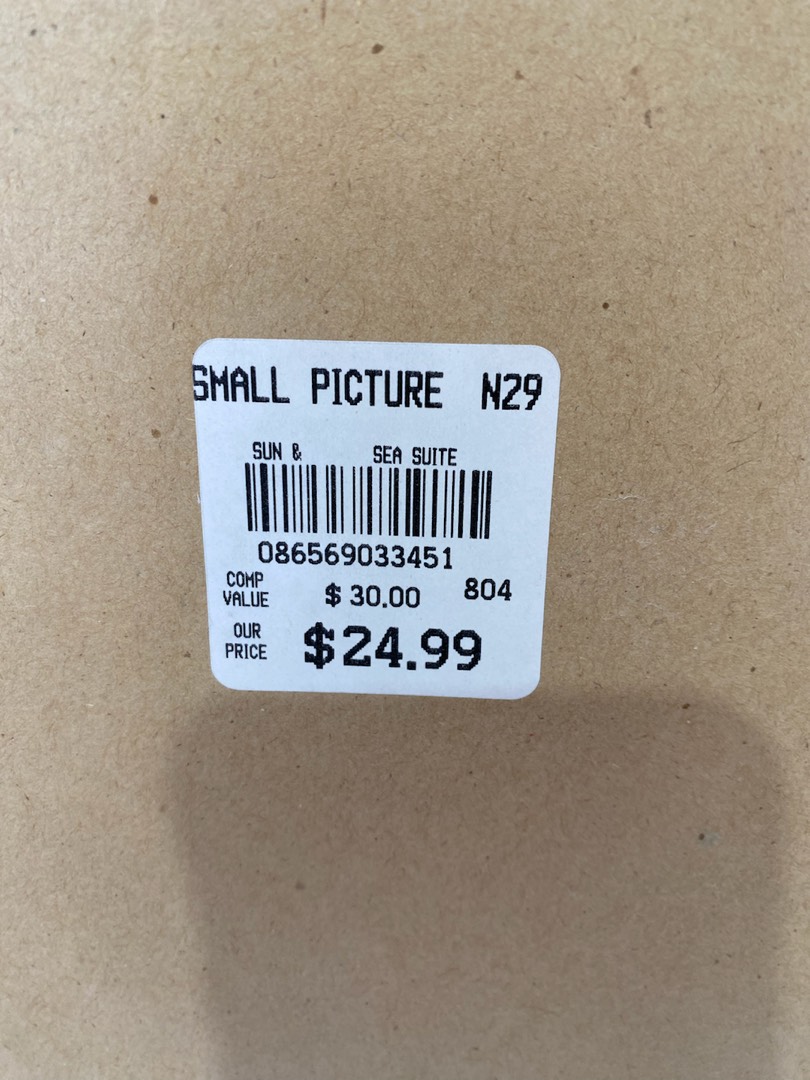 SMALL PICTURE N29
SUN & SEA SUITE
086569033451
COMP VALUE $ 30.00 804
OUR PRICE $24.99